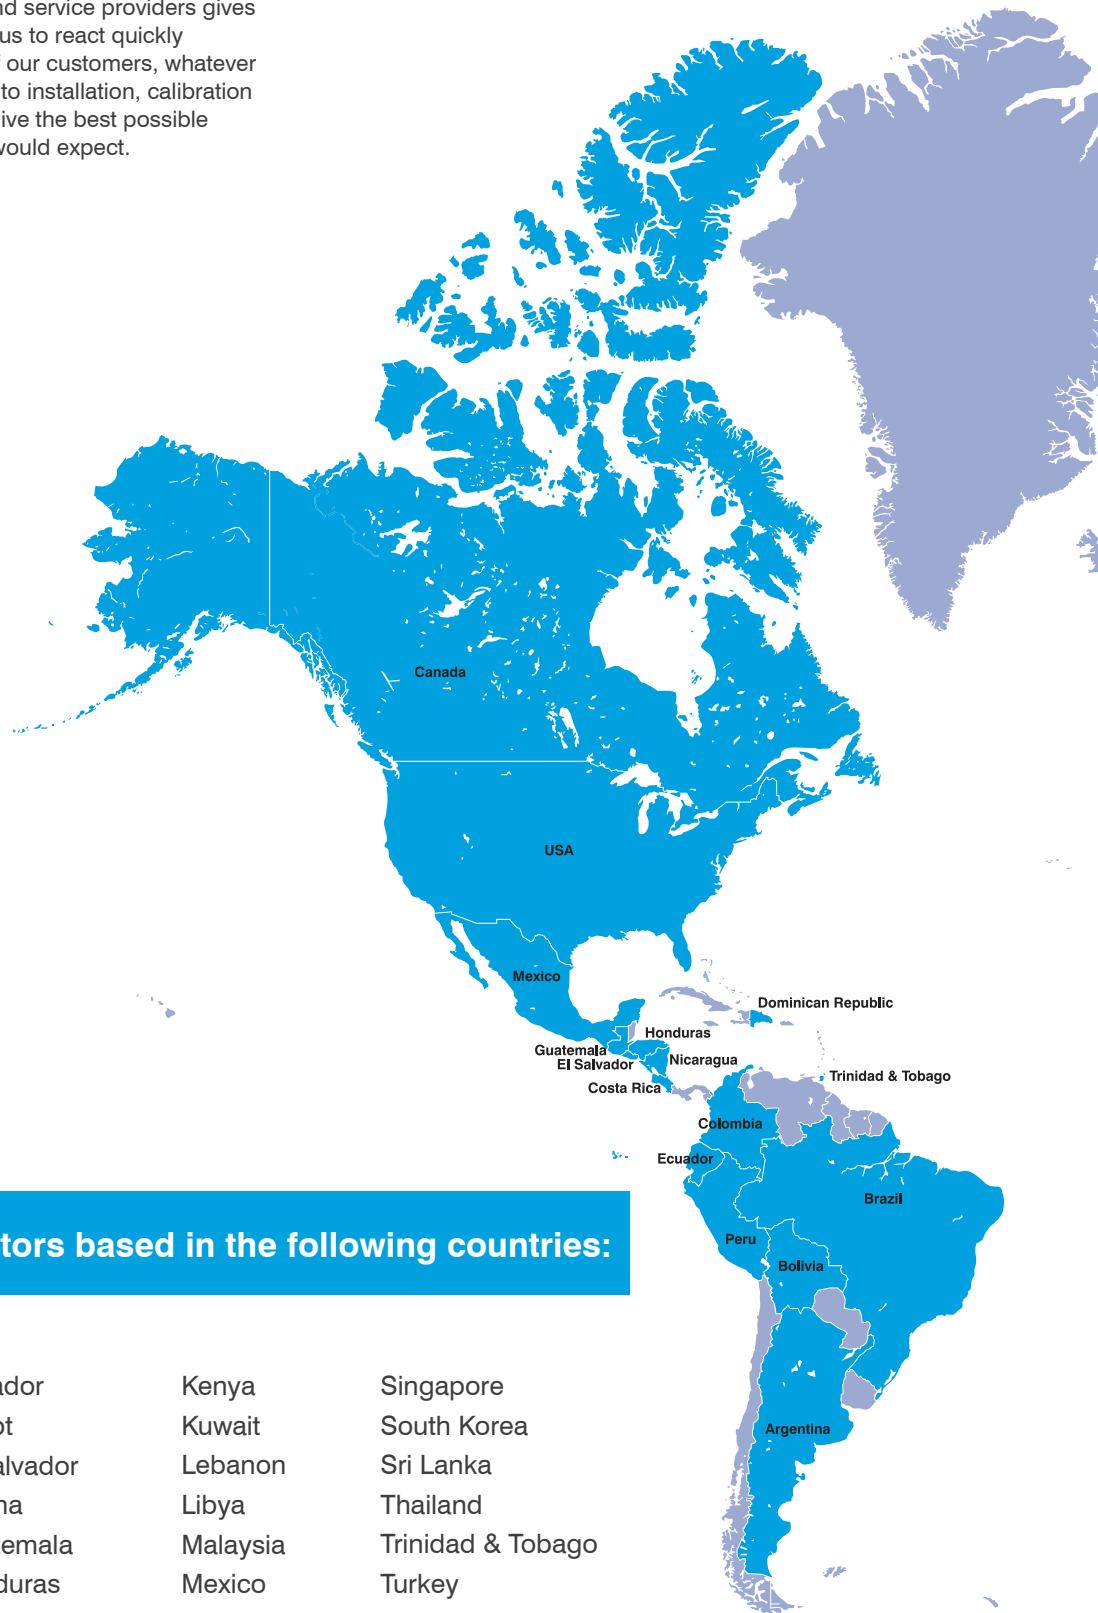 nd service providers gives
us to react quickly
f our customers, whatever
to installation, calibration
ive the best possible
would expect.
Canada
USA
Mexico
Dominican Republic
Honduras
Guatemala
El Salvador
Nicaragua
Costa Rica
Trinidad & Tobago
Colombia
Ecuador
Brazil
Peru
Bolivia
Argentina
tors based in the following countries:
ador
Kenya
Singapore
pt
Kuwait
South Korea
alvador
Lebanon
Sri Lanka
na
Libya
Thailand
temala
Malaysia
Trinidad & Tobago
duras
Mexico
Turkey